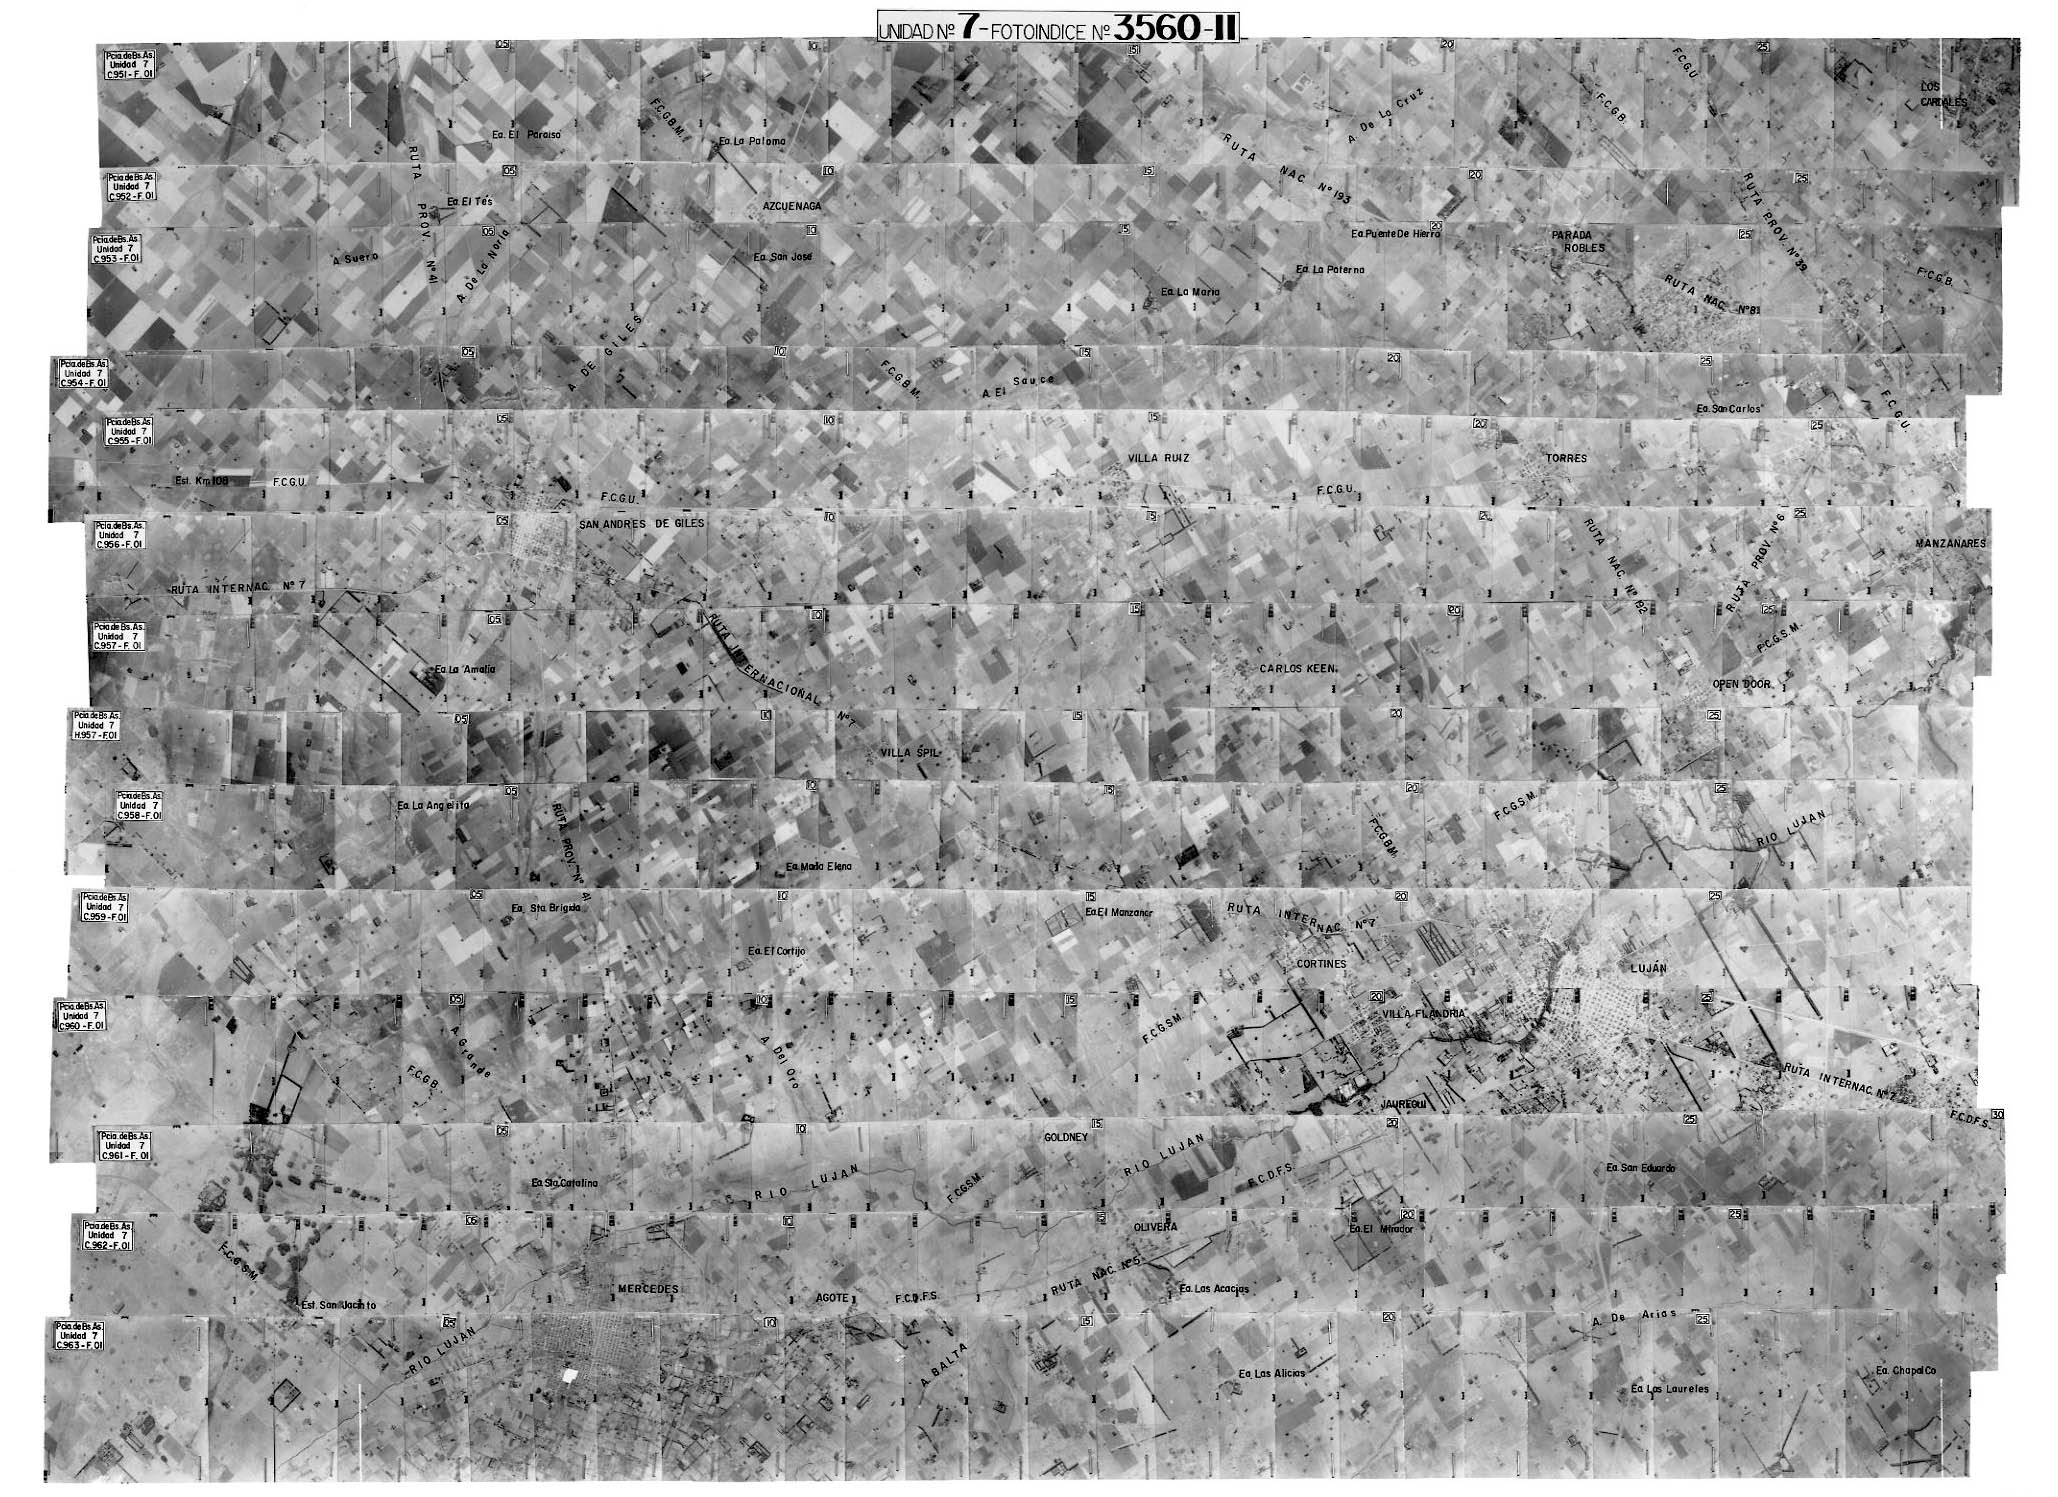 UNIDAD Nº 7-FOTOINDICE Nº 3560-II
Pcia. de Bs. As.
Unidad 7
C.951-F.01
05
10
15
20
25
F.C.G.U.
F.C.G.B.
LOS
CARDALES
F.C.G.B.M.
A. De La Cruz
Ea. El Paraiso
Ea. La Paloma
RUTA NAC. Nº 193
Pcia. de Bs. As.
Unidad 7
C.952-F.01
05
10
15
20
25
RUTA PROV. Nº 41
Ea. El Tes
AZCUENAGA
RUTA PROV. Nº 39
Pcia. de Bs. As.
Unidad 7
C.953-F.01
05
10
15
20
25
Ea. Puente De Hierro
PARADA
ROBLES
A. Suero
A. De La Noria
Ea. San José
Ea. La Paterna
Ea. La Maria
RUTA NAC. Nº 8
F.C.G.B.
Pcia. de Bs. As.
Unidad 7
C.954-F.01
05
10
15
20
25
A. DE GILES
F.C.G.B.M.
A. El Sauce
Ea. San Carlos
F.C.G.U.
Pcia. de Bs. As.
Unidad 7
C.955-F.01
05
10
15
20
25
VILLA RUIZ
TORRES
Est. Km 108
F.C.G.U.
F.C.G.U.
F.C.G.U.
Pcia. de Bs. As.
Unidad 7
C.956-F.01
05
10
15
25
SAN ANDRES DE GILES
RUTA NAC. Nº 192
RUTA PROV. Nº 6
MANZANARES
RUTA INTERNAC. Nº 7
Pcia. de Bs. As.
Unidad 7
C.957-F.01
05
10
15
20
25
RUTA INTERNACIONAL Nº 7
F.C.G.S.M.
Ea. La Amalia
CARLOS KEEN
OPEN DOOR
Pcia. de Bs. As.
Unidad 7
H.957-F.01
05
10
15
20
25
VILLA ESPIL
Pcia. de Bs. As.
Unidad 7
C.958-F.01
05
10
15
20
25
Ea. La Angelita
RUTA PROV. Nº 41
F.C.G.S.M.
F.C.G.B.M.
RIO LUJAN
Ea. Maria Elena
Pcia. de Bs. As.
Unidad 7
C.959-F.01
05
10
15
20
25
Ea. Sta. Brigida
Ea. El Manzanar
RUTA INTERNAC. Nº 7
Ea. El Cortijo
CORTINES
LUJÁN
Pcia. de Bs. As.
Unidad 7
C.960-F.01
05
10
15
20
25
VILLA FLANDRIA
F.C.G.S.M.
A. Grande
A. Del Oro
F.C.G.B.
RUTA INTERNAC. Nº 7
JAUREGUI
F.C.D.F.S.
Pcia. de Bs. As.
Unidad 7
C.961-F.01
05
10
15
20
25
30
GOLDNEY
RIO LUJAN
RIO LUJAN
Ea. Sta. Catalina
F.C.G.S.M.
F.C.D.F.S.
Ea. San Eduardo
Pcia. de Bs. As.
Unidad 7
C.962-F.01
05
10
15
20
25
OLIVERA
Ea. El Mirador
F.C.G.S.M.
MERCEDES
AGOTE
F.C.D.F.S.
RUTA NAC. Nº 5
Ea. Las Acacias
Est. San Jacinto
A. De Arias
Pcia. de Bs. As.
Unidad 7
C.963-F.01
05
10
15
20
25
RIO LUJAN
A. BALTA
Ea. Las Alicias
Ea. Los Laureles
Ea. Chapal Co